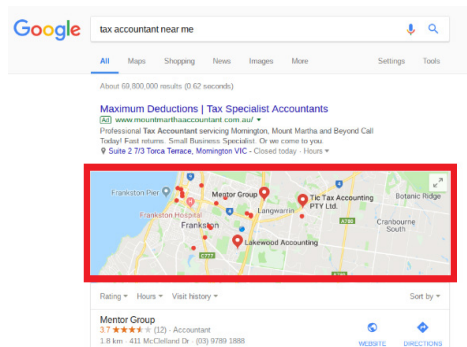 Google
tax accountant near me
All Maps Shopping News Images More Settings Tools
About 69,800,000 results (0.62 seconds)
Maximum Deductions | Tax Specialist Accountants
Ad www.mountmarthaaccountant.com.au/
Professional Tax Accountant servicing Mornington, Mount Martha and Beyond Call
Today! Fast returns. Small Business Specialist. Or we come to you.
Suite 2 7/3 Torca Terrace, Mornington VIC - Closed today - Hours
Frankston Pier
Mentor Group
Tic Tax Accounting
PTY Ltd.
Botanic Ridge
Frankston Hospital
Langwarrin
Frankston
A780
Cranbourne
South
Lakewood Accounting
Rating Hours Visit history Sort by
Mentor Group
3.7 (12) - Accountant
1.8 km - 411 McClelland Dr - (03) 9789 1888
WEBSITE DIRECTIONS